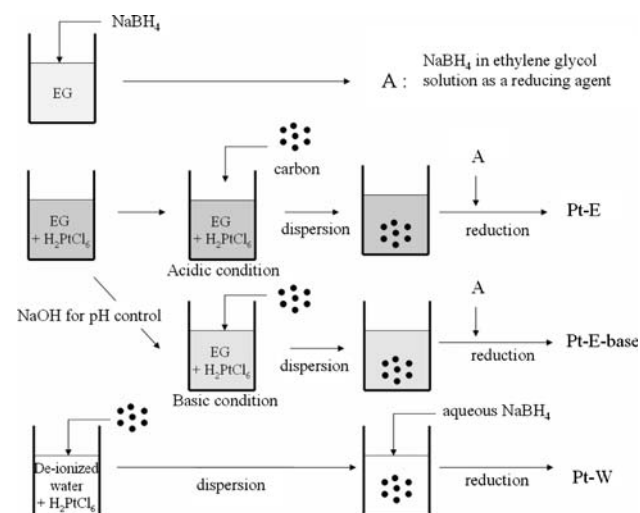 NaBH₄
EG
A :
NaBH₄ in ethylene glycol
solution as a reducing agent
carbon
EG
+ H₂PtCl₆
EG
+ H₂PtCl₆
Acidic condition
dispersion
A
reduction
Pt-E
NaOH for pH control
EG
+ H₂PtCl₆
Basic condition
dispersion
A
reduction
Pt-E-base
De-ionized
water
+ H₂PtCl₆
dispersion
aqueous NaBH₄
reduction
Pt-W